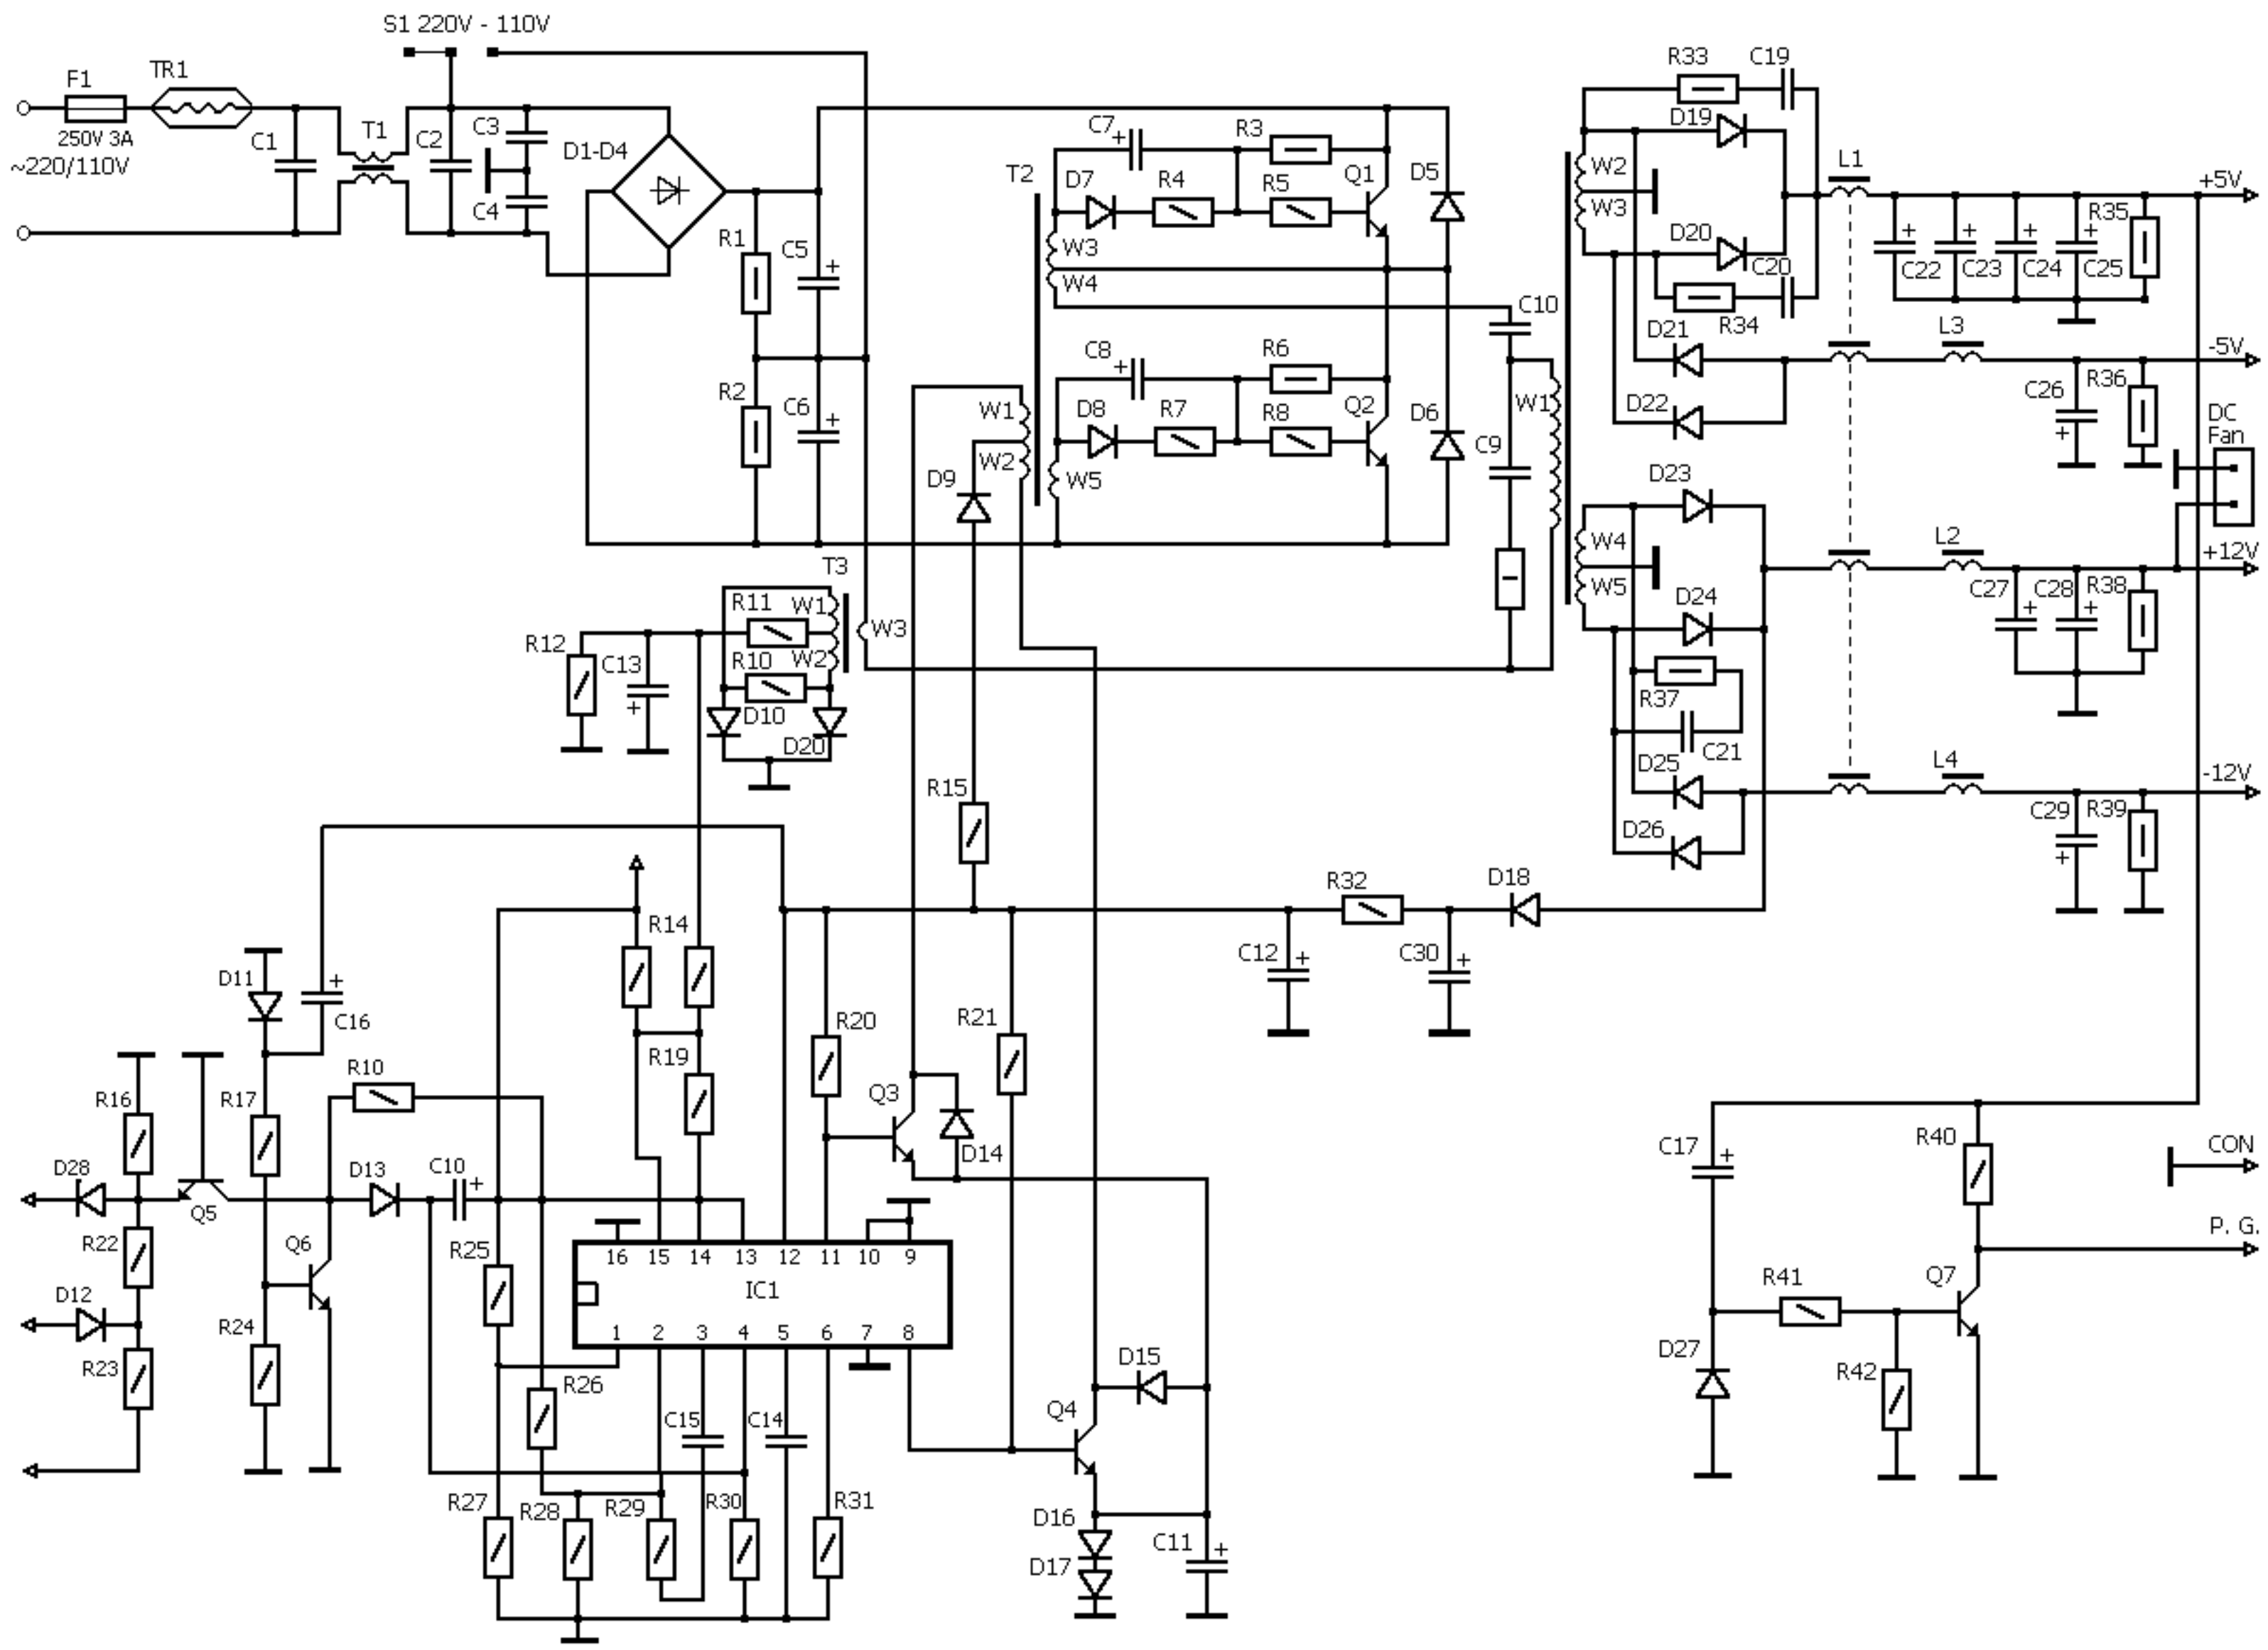 S1 220V - 110V
F1
TR1
250V 3A
~220/110V
C1
T1
C2
C3
C4
D1-D4
R1
R2
C5
C6
T2
C7
R3
D7
R4
R5
Q1
D5
W3
W4
C8
R6
D8
R7
R8
Q2
D6
W1
W2
W5
D9
C10
C9
W1
R33
C19
D19
W2
W3
D20
C20
R34
L1
+5V
C22
C23
C24
C25
R35
D21
D22
L3
-5V
C26
R36
DC
Fan
D23
W4
W5
D24
L2
+12V
C27
C28
R38
R37
C21
D25
D26
L4
-12V
C29
R39
T3
R11
W1
W3
R12
C13
R10
W2
D10
D20
R15
R32
D18
C12
C30
R14
D11
C16
R19
R20
R21
R16
R17
R10
Q3
D14
D28
Q5
D13
C10
R22
Q6
R25
D12
R24
R23
16 15 14 13 12 11 10 9
IC1
1 2 3 4 5 6 7 8
R26
C15
C14
D15
Q4
R27
R28
R29
R30
R31
D16
D17
C11
C17
R40
CON
P. G.
R41
Q7
D27
R42